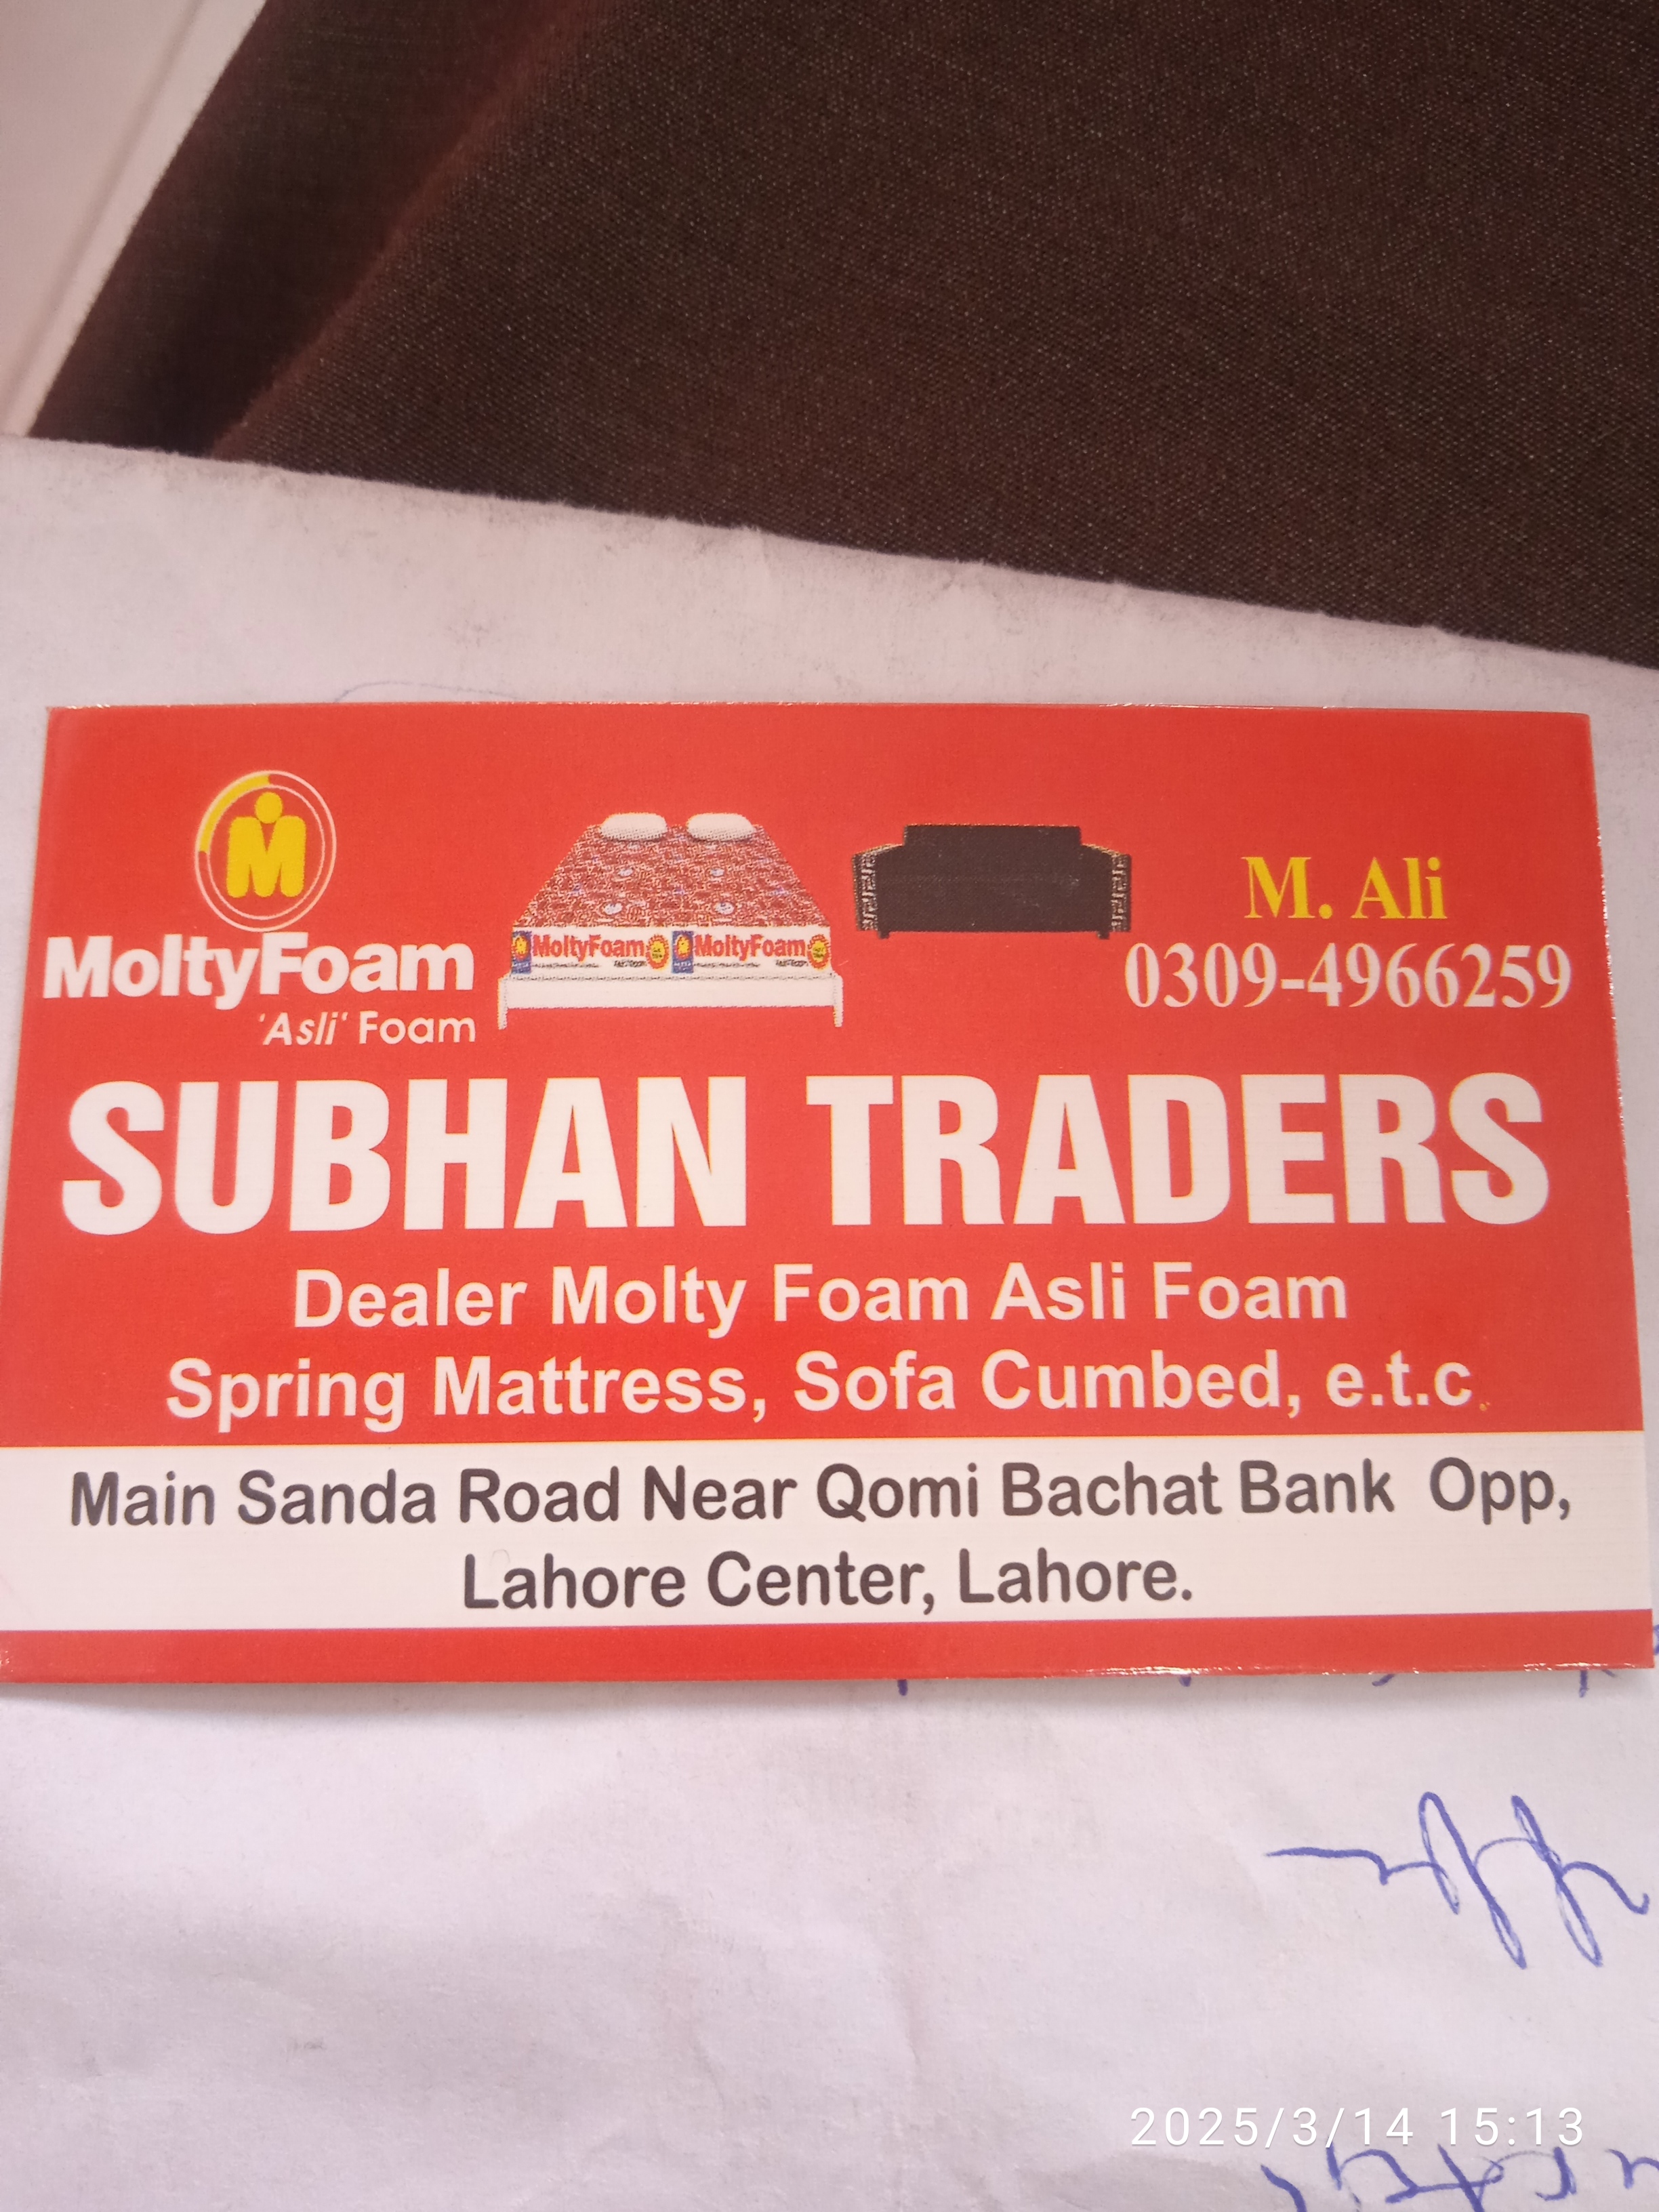 M
MoltyFoam
'Asli' Foam
MoltyFoam MoltyFoam
M. Ali
0309-4966259
SUBHAN TRADERS
Dealer Molty Foam Asli Foam
Spring Mattress, Sofa Cumbed, e.t.c.
Main Sanda Road Near Qomi Bachat Bank Opp,
Lahore Center, Lahore.
2025/3/14 15:13